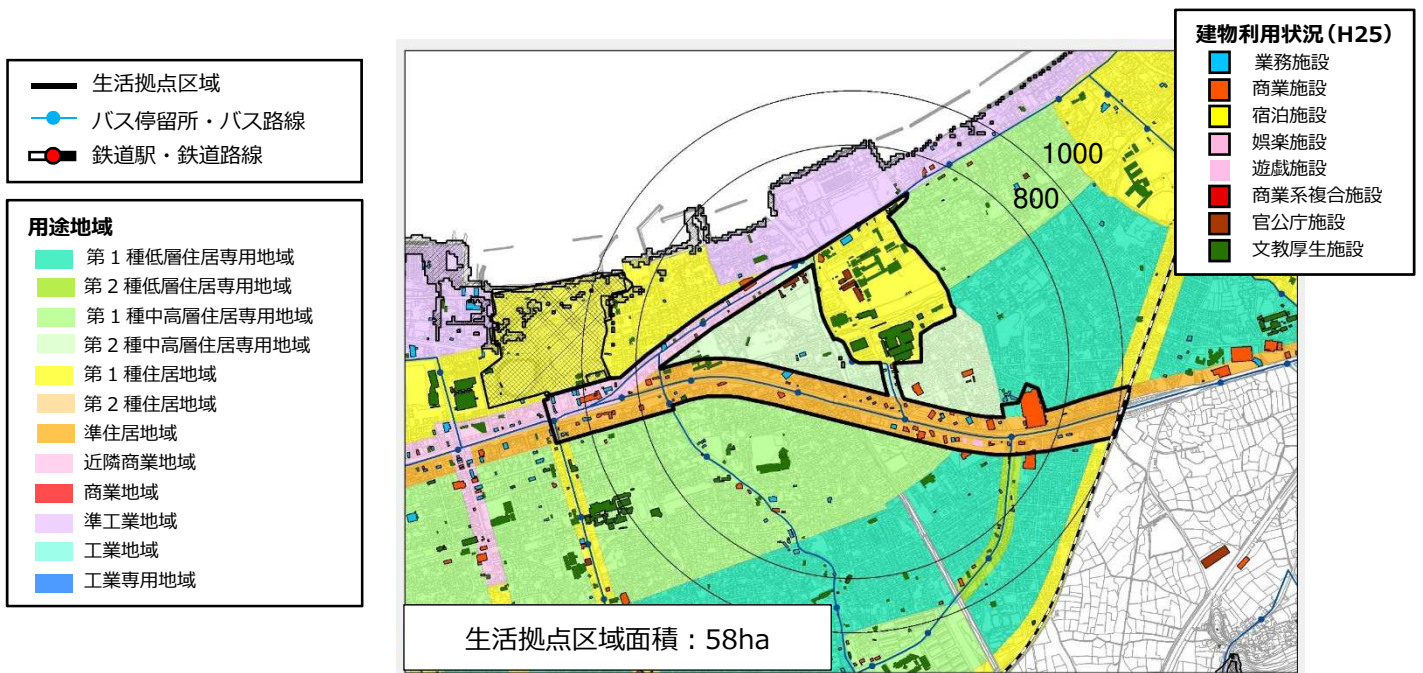 生活拠点区域
バス停留所・バス路線
鉄道駅・鉄道路線
用途地域
第1種低層住居専用地域
第2種低層住居専用地域
第1種中高層住居専用地域
第2種中高層住居専用地域
第1種住居地域
第2種住居地域
準住居地域
近隣商業地域
商業地域
準工業地域
工業地域
工業専用地域
1000
800
生活拠点区域面積：58ha
建物利用状況（H25）
業務施設
商業施設
宿泊施設
娯楽施設
遊戯施設
商業系複合施設
官公庁施設
文教厚生施設